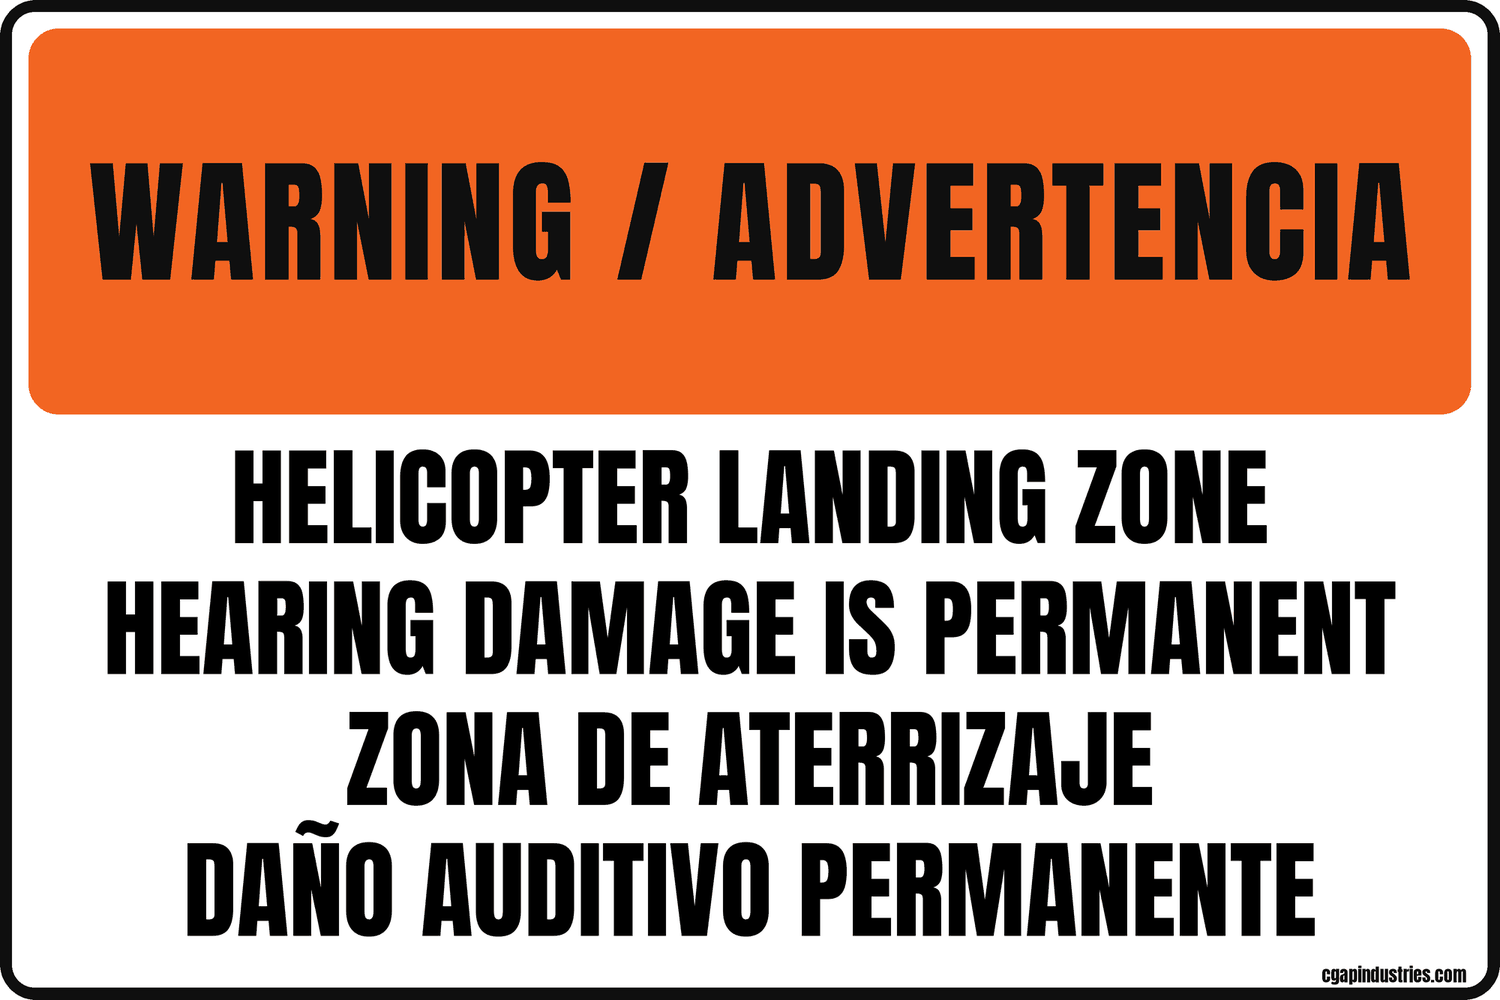 WARNING / ADVERTENCIA
HELICOPTER LANDING ZONE
HEARING DAMAGE IS PERMANENT
ZONA DE ATERRIZAJE
DAÑO AUDITIVO PERMANENTE
cgapindustries.com